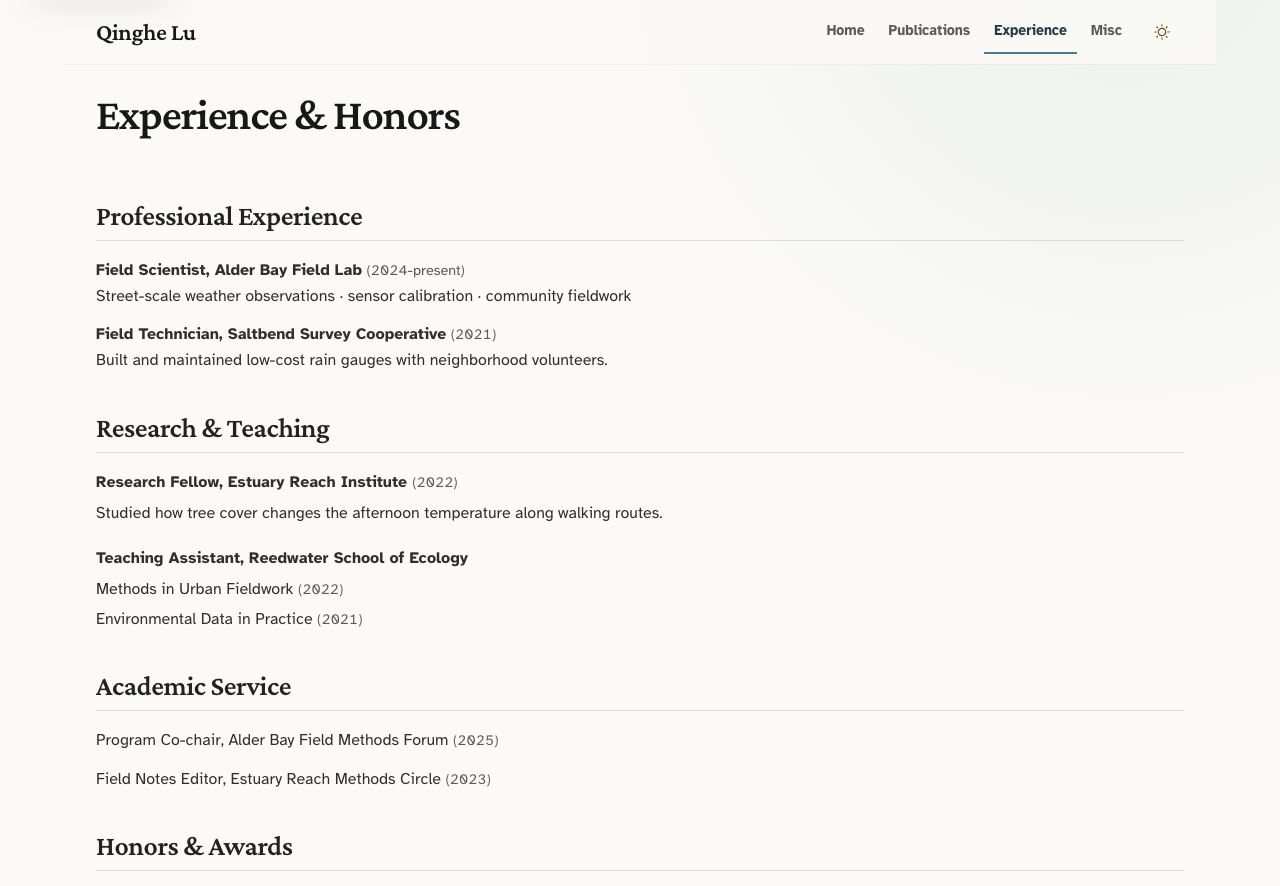 Qinghe Lu
Home Publications Experience Misc
Experience & Honors
Professional Experience
Field Scientist, Alder Bay Field Lab (2024-present)
Street-scale weather observations · sensor calibration · community fieldwork
Field Technician, Saltbend Survey Cooperative (2021)
Built and maintained low-cost rain gauges with neighborhood volunteers.
Research & Teaching
Research Fellow, Estuary Reach Institute (2022)
Studied how tree cover changes the afternoon temperature along walking routes.
Teaching Assistant, Reedwater School of Ecology
Methods in Urban Fieldwork (2022)
Environmental Data in Practice (2021)
Academic Service
Program Co-chair, Alder Bay Field Methods Forum (2025)
Field Notes Editor, Estuary Reach Methods Circle (2023)
Honors & Awards